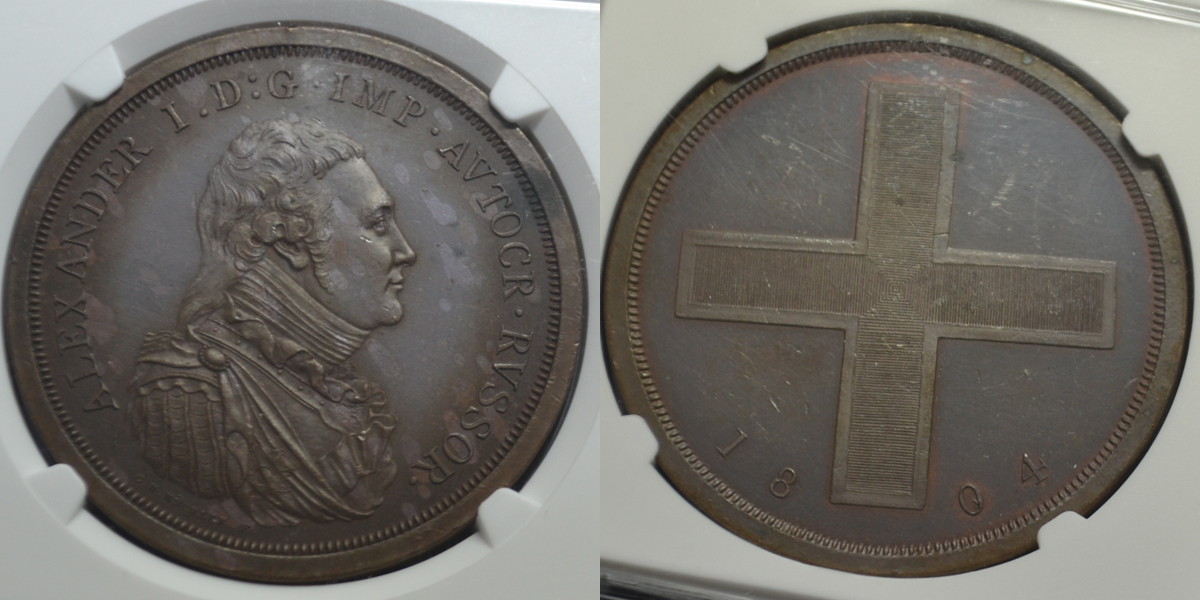 ALEXANDER I.D:G·IMP·AVTOCR·RVSSOR.
1804